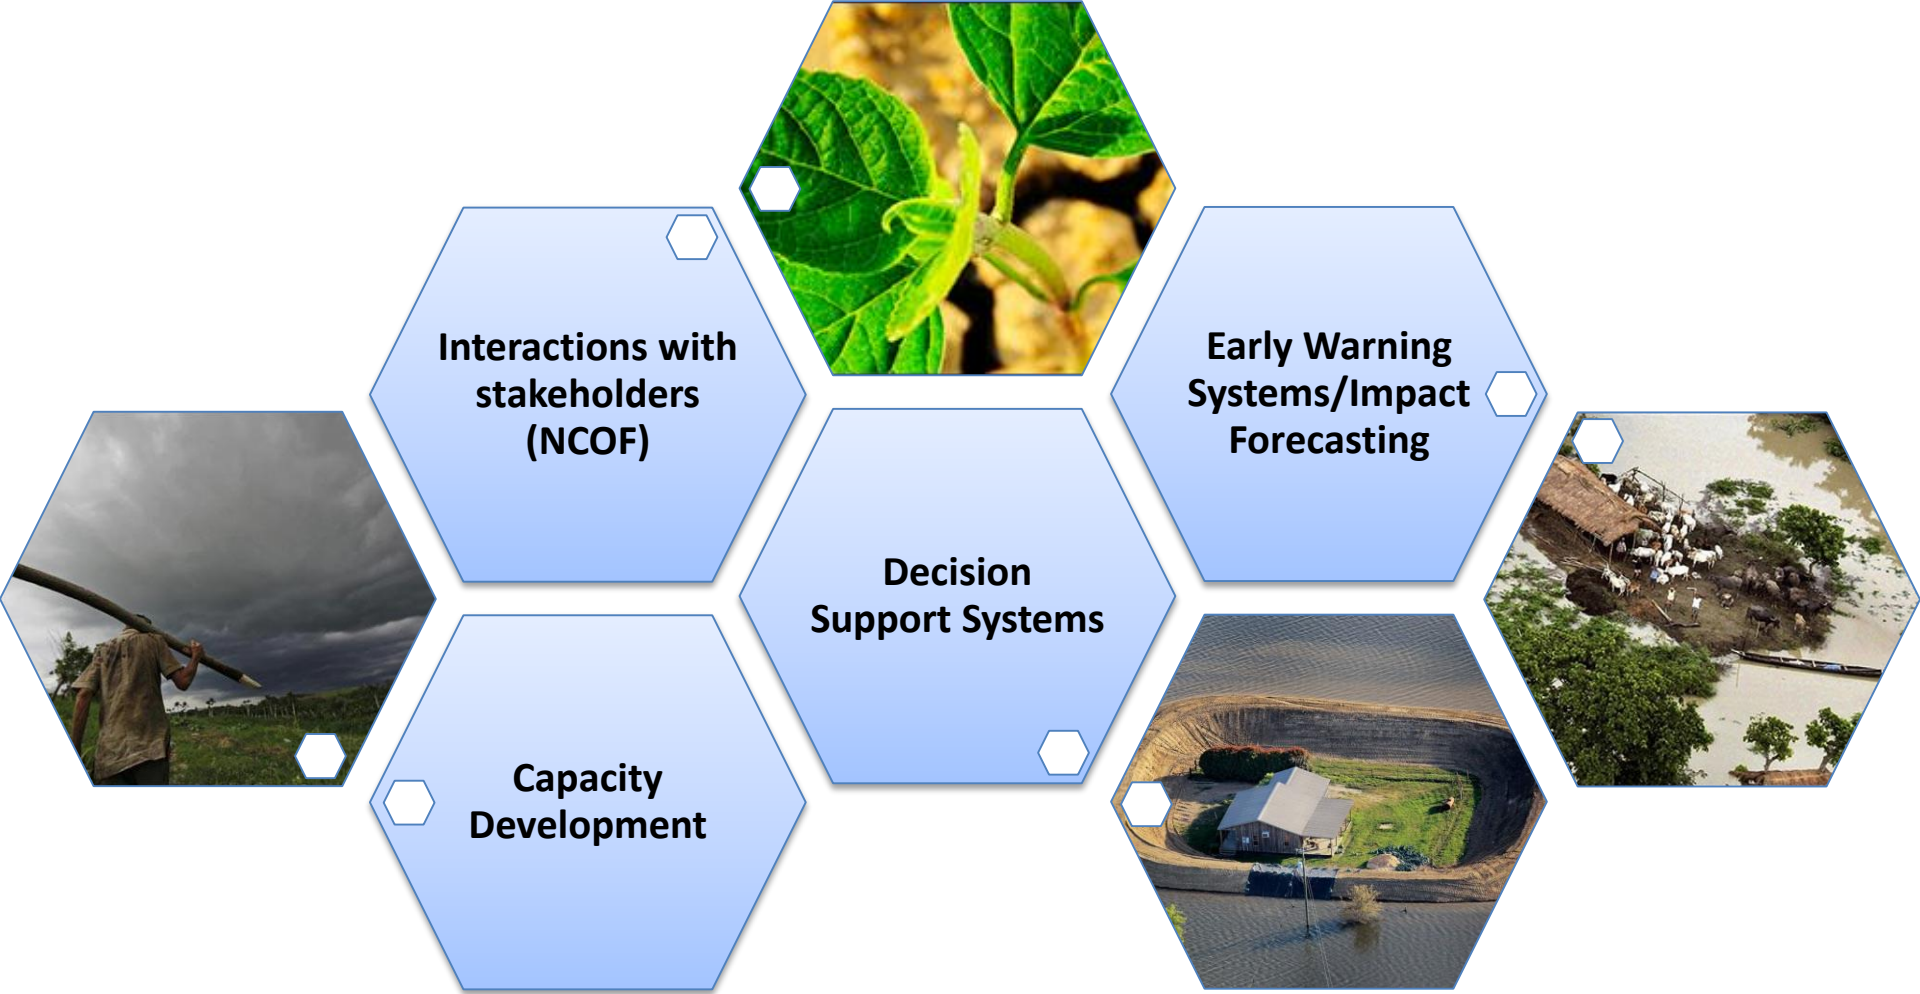 Interactions with
stakeholders
(NCOF)
Early Warning
Systems/Impact
Forecasting
Decision
Support Systems
Capacity
Development